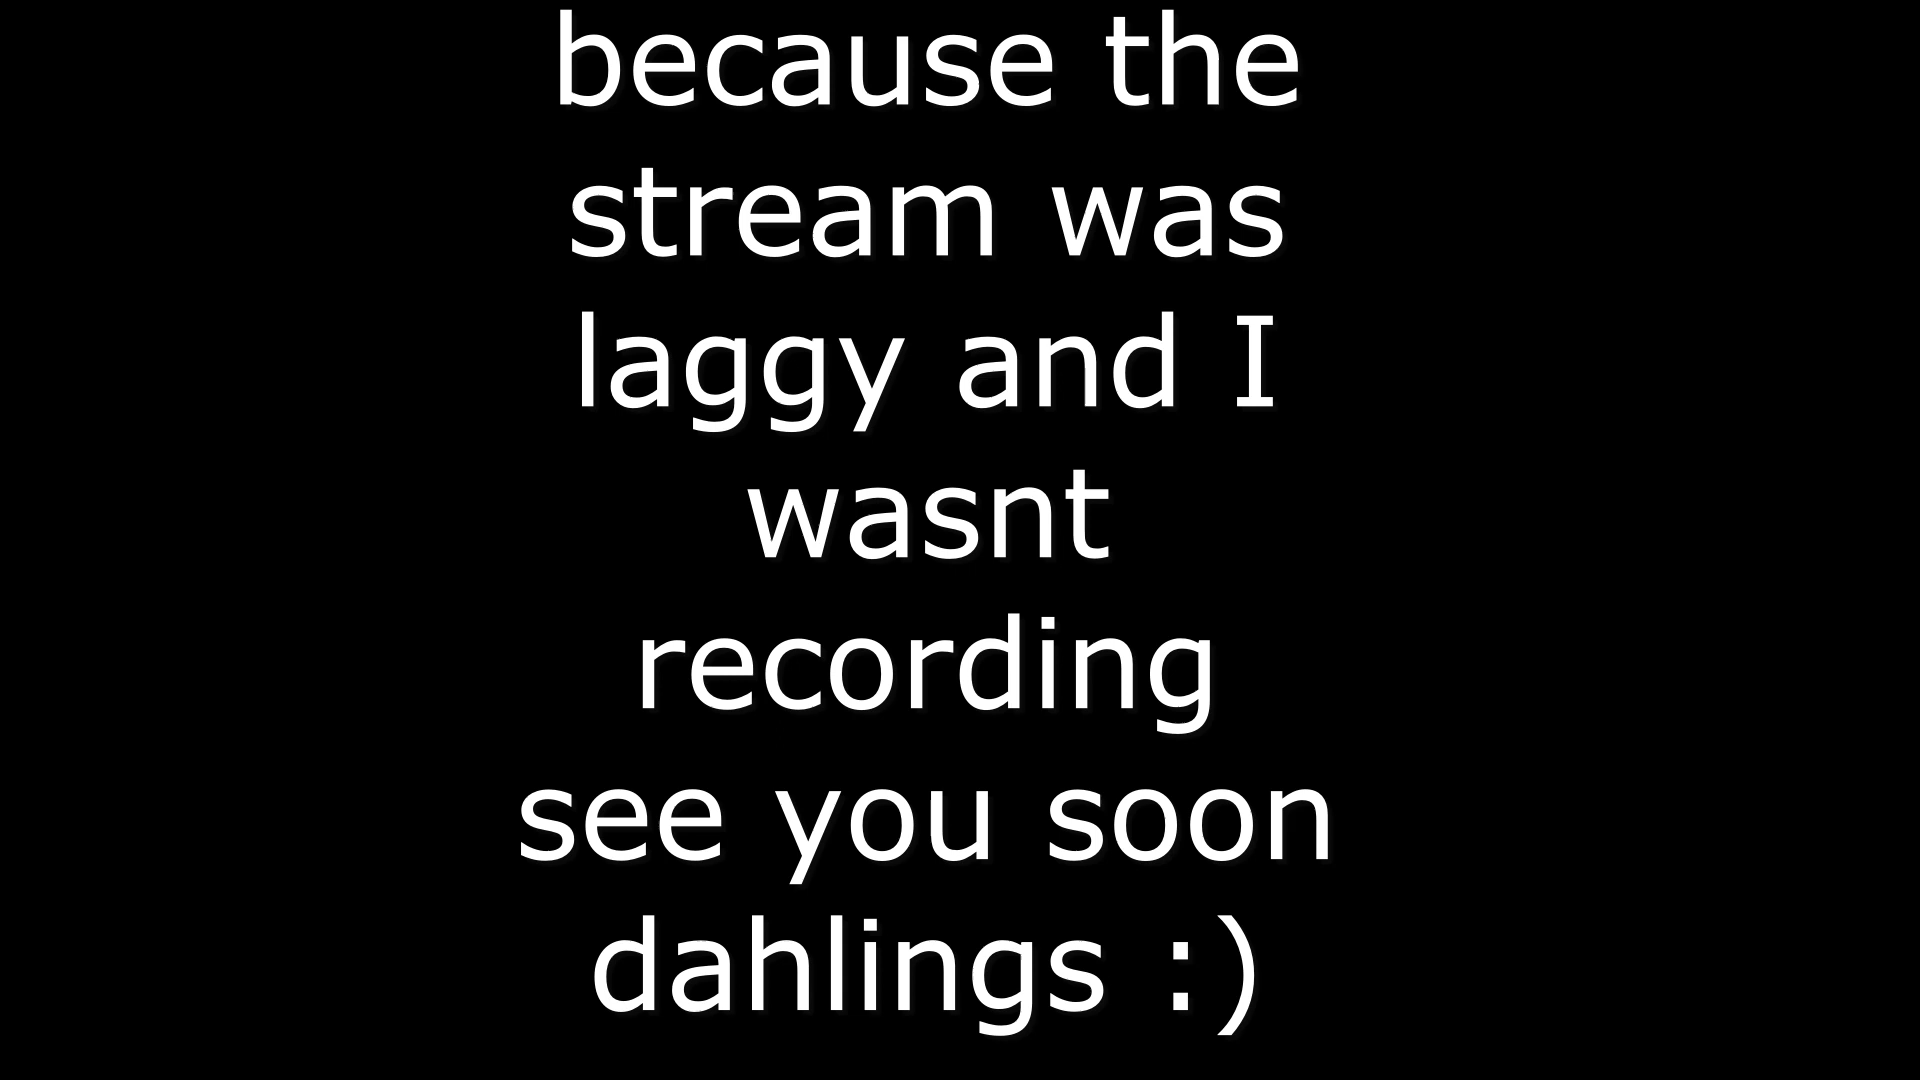 because the
stream was
laggy and I
wasnt
recording
see you soon
dahlings :)